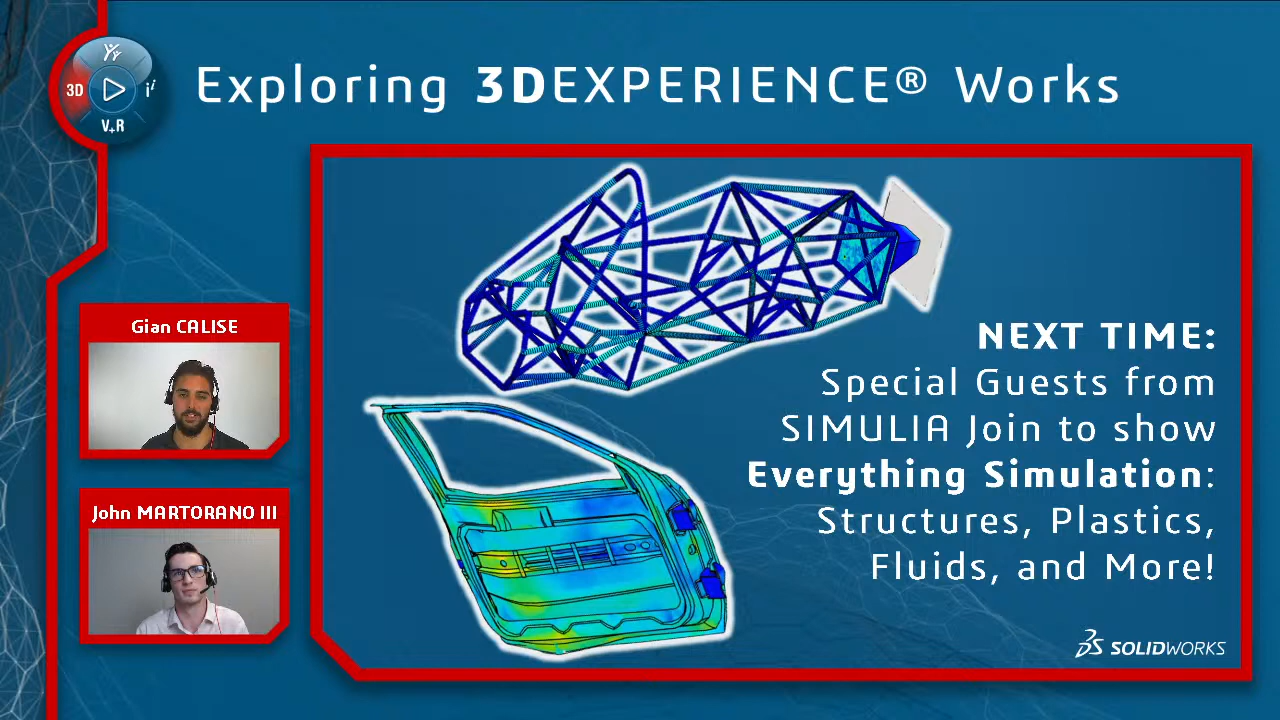 Exploring 3DEXPERIENCE® Works
3D
i
V+R
Gian CALISE
John MARTORANO III
NEXT TIME:
Special Guests from
SIMULIA Join to show
Everything Simulation:
Structures, Plastics,
Fluids, and More!
SOLIDWORKS